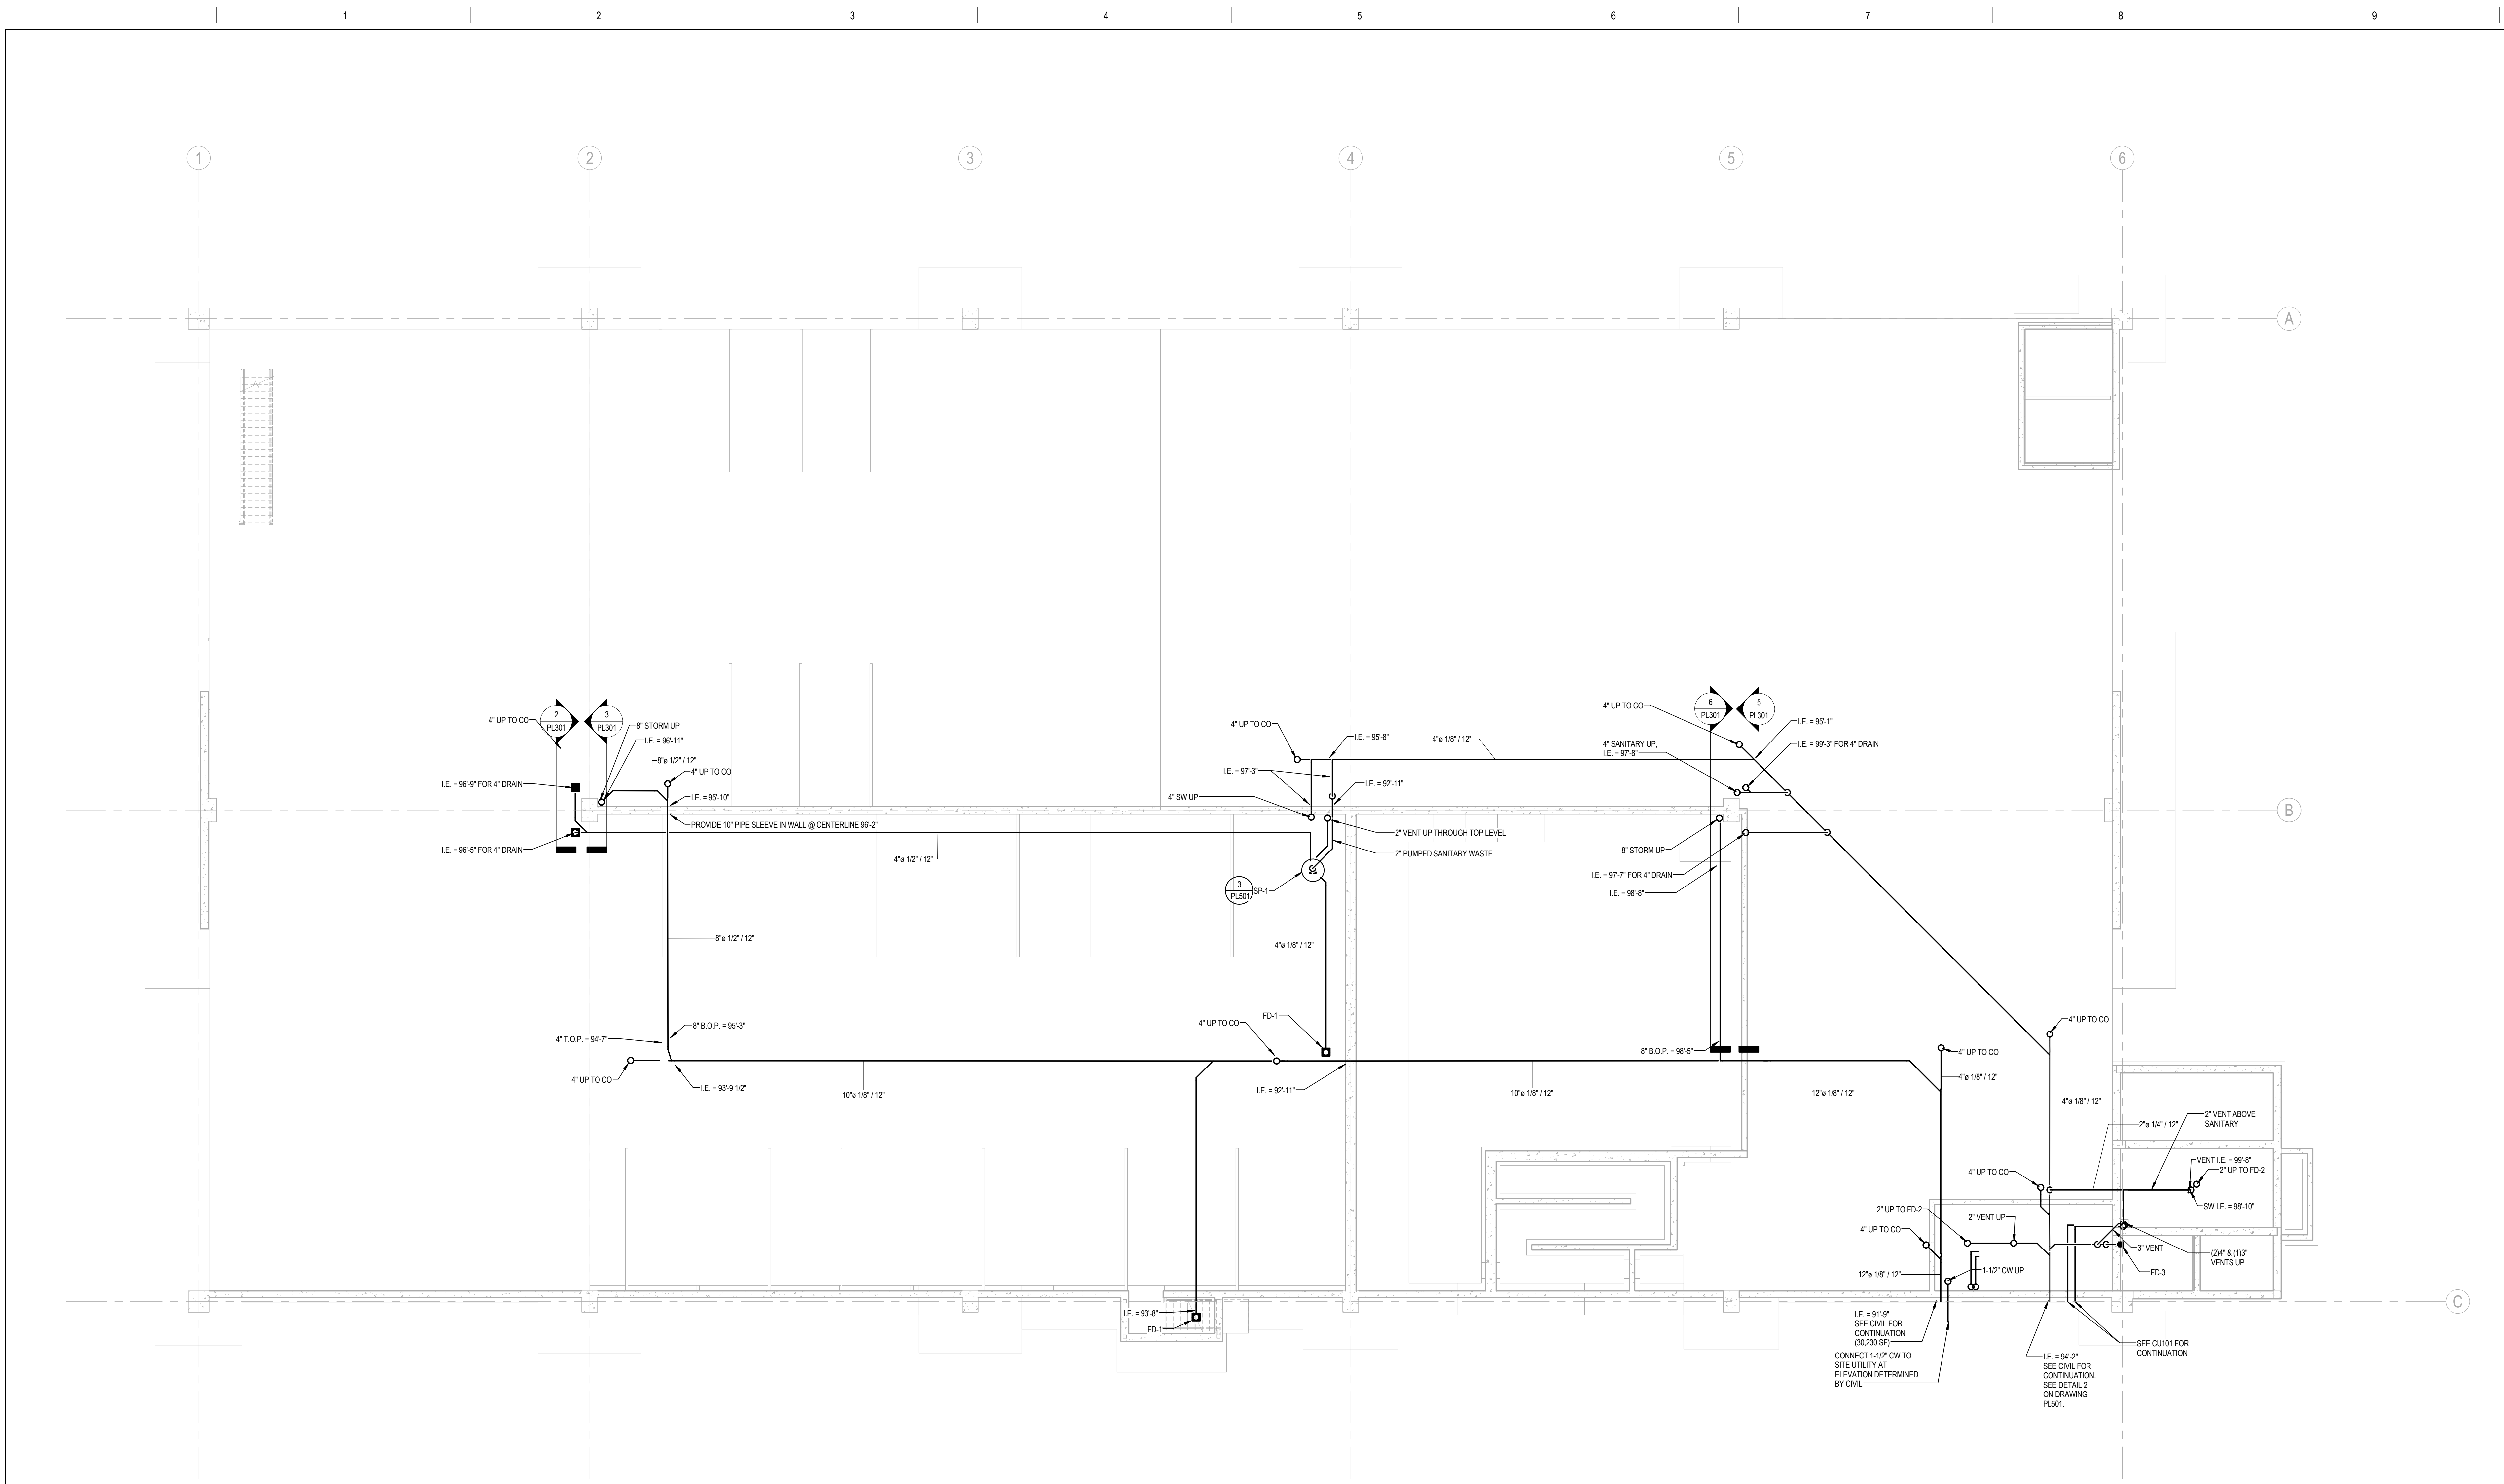 1 2 3 4 5 6 7 8 9
1 2 3 4 5 6
A
B
C
2
PL301
3
PL301
4" UP TO CO
8" STORM UP
I.E. = 96'-11"
8"ø 1/2" / 12"
4" UP TO CO
I.E. = 96'-9" FOR 4" DRAIN
I.E. = 95'-10"
PROVIDE 10" PIPE SLEEVE IN WALL @ CENTERLINE 96'-2"
I.E. = 96'-5" FOR 4" DRAIN
4"ø 1/2" / 12"
8"ø 1/2" / 12"
8" B.O.P. = 95'-3"
4" T.O.P. = 94'-7"
4" UP TO CO
I.E. = 93'-9 1/2"
10"ø 1/8" / 12"
4" UP TO CO
I.E. = 95'-8"
4"ø 1/8" / 12"
I.E. = 97'-3"
I.E. = 92'-11"
4" SW UP
2" VENT UP THROUGH TOP LEVEL
2" PUMPED SANITARY WASTE
3
PL501
SP-1
4"ø 1/8" / 12"
FD-1
4" UP TO CO
I.E. = 92'-11"
10"ø 1/8" / 12"
I.E. = 93'-8"
FD-1
6
PL301
5
PL301
4" UP TO CO
I.E. = 95'-1"
4" SANITARY UP,
I.E. = 97'-8"
I.E. = 99'-3" FOR 4" DRAIN
8" STORM UP
I.E. = 97'-7" FOR 4" DRAIN
I.E. = 98'-8"
8" B.O.P. = 98'-5"
12"ø 1/8" / 12"
4" UP TO CO
4" UP TO CO
4"ø 1/8" / 12"
4"ø 1/8" / 12"
2" VENT ABOVE
SANITARY
2"ø 1/4" / 12"
4" UP TO CO
VENT I.E. = 99'-8"
2" UP TO FD-2
SW I.E. = 98'-10"
2" UP TO FD-2
2" VENT UP
4" UP TO CO
3" VENT
(2)4" & (1)3"
VENTS UP
FD-3
1-1/2" CW UP
12"ø 1/8" / 12"
I.E. = 91'-9"
SEE CIVIL FOR
CONTINUATION
(30,230 SF)
CONNECT 1-1/2" CW TO
SITE UTILITY AT
ELEVATION DETERMINED
BY CIVIL
SEE CU101 FOR
CONTINUATION
I.E. = 94'-2"
SEE CIVIL FOR
CONTINUATION.
SEE DETAIL 2
ON DRAWING
PL501.